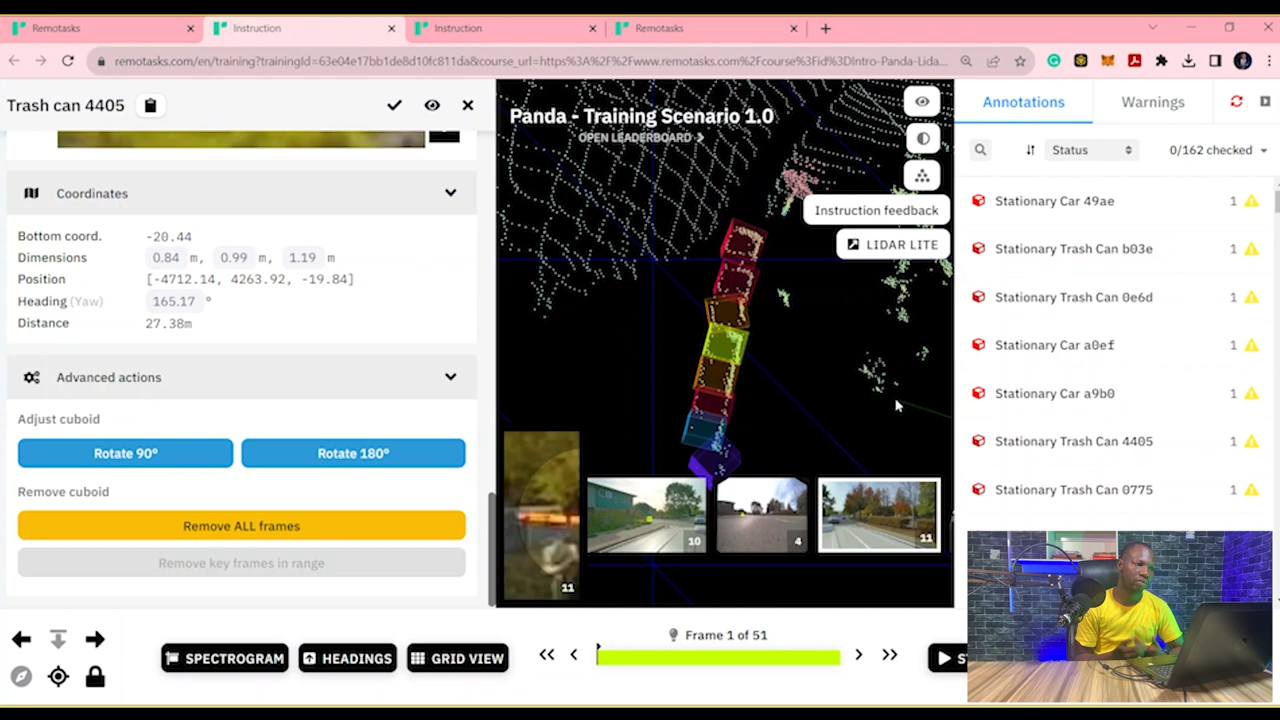 Remotasks
Instruction
Instruction
Remotasks
remotasks.com/en/training?trainingId=63e04e17bb1de8d10fc811da&course_url=https%3A%2F%2Fwww.remotasks.com%2Fcourse%3Fid%3DIntro-Panda-Lida...
Trash can 4405
Coordinates
Bottom coord. -20.44
Dimensions 0.84 m, 0.99 m, 1.19 m
Position [-4712.14, 4263.92, -19.84]
Heading (Yaw) 165.17 °
Distance 27.38m
Advanced actions
Adjust cuboid
Rotate 90°
Rotate 180°
Remove cuboid
Remove ALL frames
Remove key frames in range
Panda - Training Scenario 1.0
OPEN LEADERBOARD
Instruction feedback
LIDAR LITE
11
10
4
11
Annotations
Warnings
Status
0/162 checked
Stationary Car 49ae 1
Stationary Trash Can b03e 1
Stationary Trash Can 0e6d 1
Stationary Car a0ef 1
Stationary Car a9b0 1
Stationary Trash Can 4405 1
Stationary Trash Can 0775 1
SPECTROGRAM
HEADINGS
GRID VIEW
Frame 1 of 51